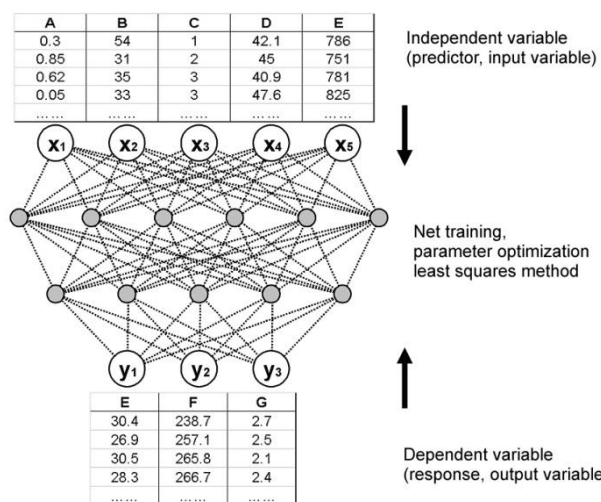 A B C D E
0.3 54 1 42.1 786
0.85 31 2 45 751
0.62 35 3 40.9 781
0.05 33 3 47.6 825
…… …… …… …… ……
Independent variable
(predictor, input variable)
x1 x2 x3 x4 x5
Net training,
parameter optimization
least squares method
y1 y2 y3
E F G
30.4 238.7 2.7
26.9 257.1 2.5
30.5 265.8 2.1
28.3 266.7 2.4
…… …… ……
Dependent variable
(response, output variable